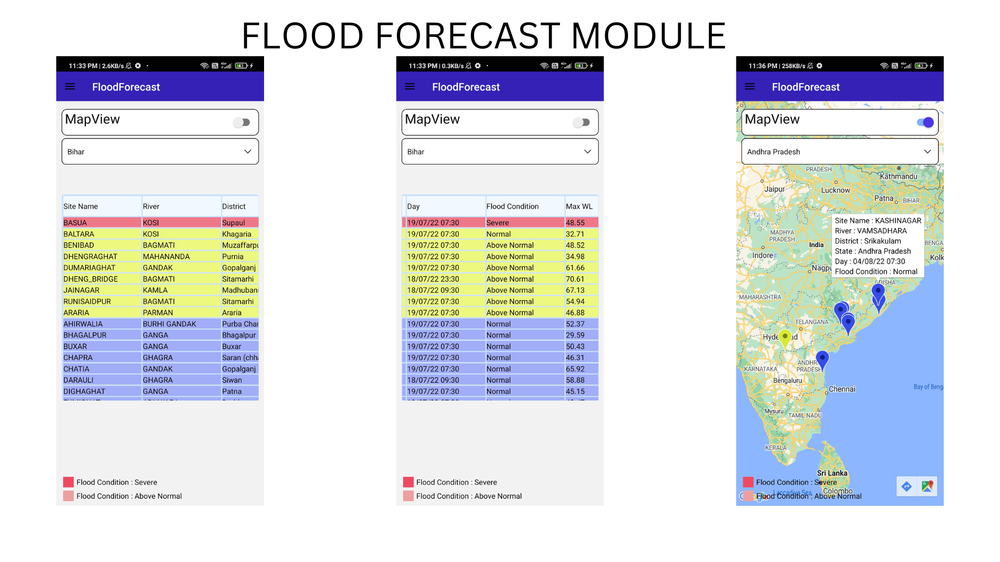 FLOOD FORECAST MODULE
11:33 PM | 2.6KB/s
4G+
43
FloodForecast
MapView
Bihar
Site Name River District
BASUA KOSI Supaul
BALTARA KOSI Khagaria
BENIBAD BAGMATI Muzaffarpu
DHENGRAGHAT MAHANANDA Purnia
DUMARIAGHAT GANDAK Gopalganj
DHENG_BRIDGE BAGMATI Sitamarhi
JAINAGAR KAMLA Madhubani
RUNISAIDPUR BAGMATI Sitamarhi
ARARIA PARMAN Araria
AHIRWALIA BURHI GANDAK Purba Char
BHAGALPUR GANGA Bhagalpur
BUXAR GANGA Buxar
CHAPRA GHAGRA Saran (chha
CHATIA GANDAK Gopalganj
DARAULI GHAGRA Siwan
DIGHAGHAT GANGA Patna
Flood Condition : Severe
Flood Condition : Above Normal
11:33 PM | 0.3KB/s
4G+
43
FloodForecast
MapView
Bihar
Day Flood Condition Max WL
19/07/22 07:30 Severe 48.55
19/07/22 07:30 Normal 32.71
19/07/22 07:30 Above Normal 48.52
19/07/22 07:30 Above Normal 34.98
19/07/22 07:30 Above Normal 61.66
18/07/22 23:30 Above Normal 70.61
18/07/22 09:30 Above Normal 67.13
19/07/22 07:30 Above Normal 54.94
19/07/22 07:30 Above Normal 46.88
19/07/22 07:30 Normal 52.37
19/07/22 07:30 Normal 29.59
19/07/22 07:30 Normal 50.43
19/07/22 07:30 Normal 46.31
19/07/22 07:30 Normal 65.92
18/07/22 09:30 Normal 58.88
19/07/22 07:30 Normal 45.15
Flood Condition : Severe
Flood Condition : Above Normal
11:36 PM | 258KB/s
4G+
43
FloodForecast
MapView
Andhra Pradesh
PRADESH
Kathmandu
Jaipur
Lucknow
Patna
BIHAR
Site Name : KASHINAGAR
River : VAMSADHARA
District : Srikakulam
State : Andhra Pradesh
Day : 04/08/22 07:30
Flood Condition : Normal
MADHYA
PRADESH
India
BENGA
Indore
Kolk
Nagpu
ODISHA
MAHARASHTRA
TELANGANA
Hyde ad
ANDHR
PRADESH
KARNATAKA
Bengaluru
Chennai
Bay of Beng
Mysuru
TAMIL NADU
KERALA
Sri Lanka
Flood Condition : Severe
Laccadive Sea
Colombo
Google
Flood Condition : Above Normal